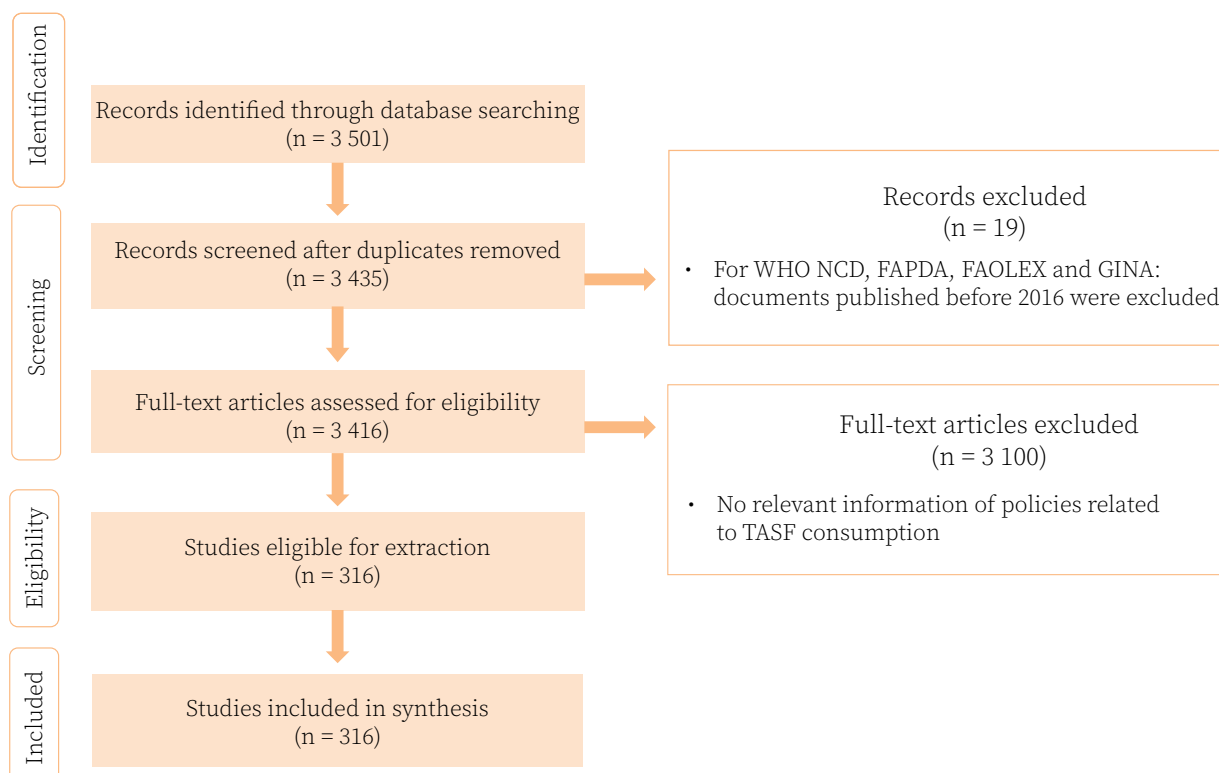 Identification
Records identified through database searching
(n = 3 501)
Screening
Records screened after duplicates removed
(n = 3 435)
Records excluded
(n = 19)
• For WHO NCD, FAPDA, FAOLEX and GINA:
documents published before 2016 were excluded
Full-text articles assessed for eligibility
(n = 3 416)
Full-text articles excluded
(n = 3 100)
• No relevant information of policies related
to TASF consumption
Eligibility
Studies eligible for extraction
(n = 316)
Included
Studies included in synthesis
(n = 316)